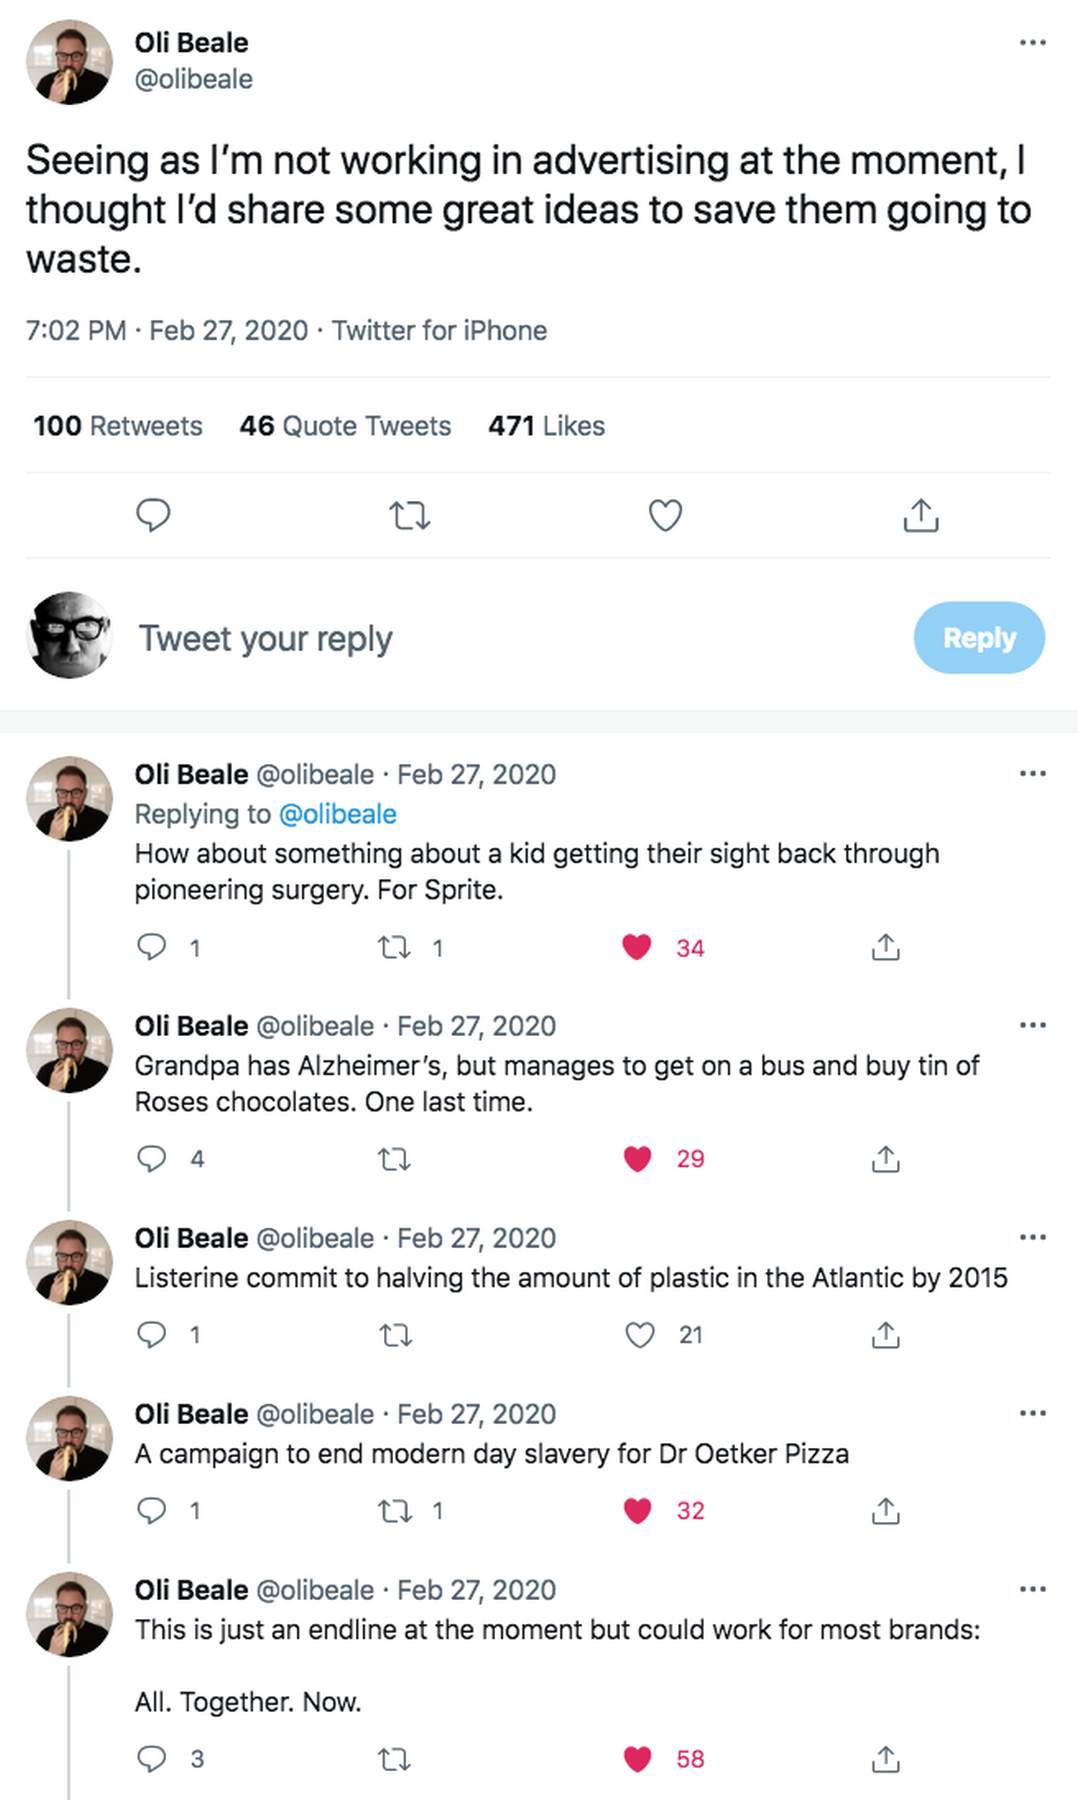 Oli Beale
@olibeale
Seeing as I’m not working in advertising at the moment, I
thought I’d share some great ideas to save them going to
waste.
7:02 PM · Feb 27, 2020 · Twitter for iPhone
100 Retweets 46 Quote Tweets 471 Likes
Tweet your reply
Reply
Oli Beale @olibeale · Feb 27, 2020
Replying to @olibeale
How about something about a kid getting their sight back through
pioneering surgery. For Sprite.
1 1 34
Oli Beale @olibeale · Feb 27, 2020
Grandpa has Alzheimer’s, but manages to get on a bus and buy tin of
Roses chocolates. One last time.
4 29
Oli Beale @olibeale · Feb 27, 2020
Listerine commit to halving the amount of plastic in the Atlantic by 2015
1 21
Oli Beale @olibeale · Feb 27, 2020
A campaign to end modern day slavery for Dr Oetker Pizza
1 1 32
Oli Beale @olibeale · Feb 27, 2020
This is just an endline at the moment but could work for most brands:
All. Together. Now.
3 58